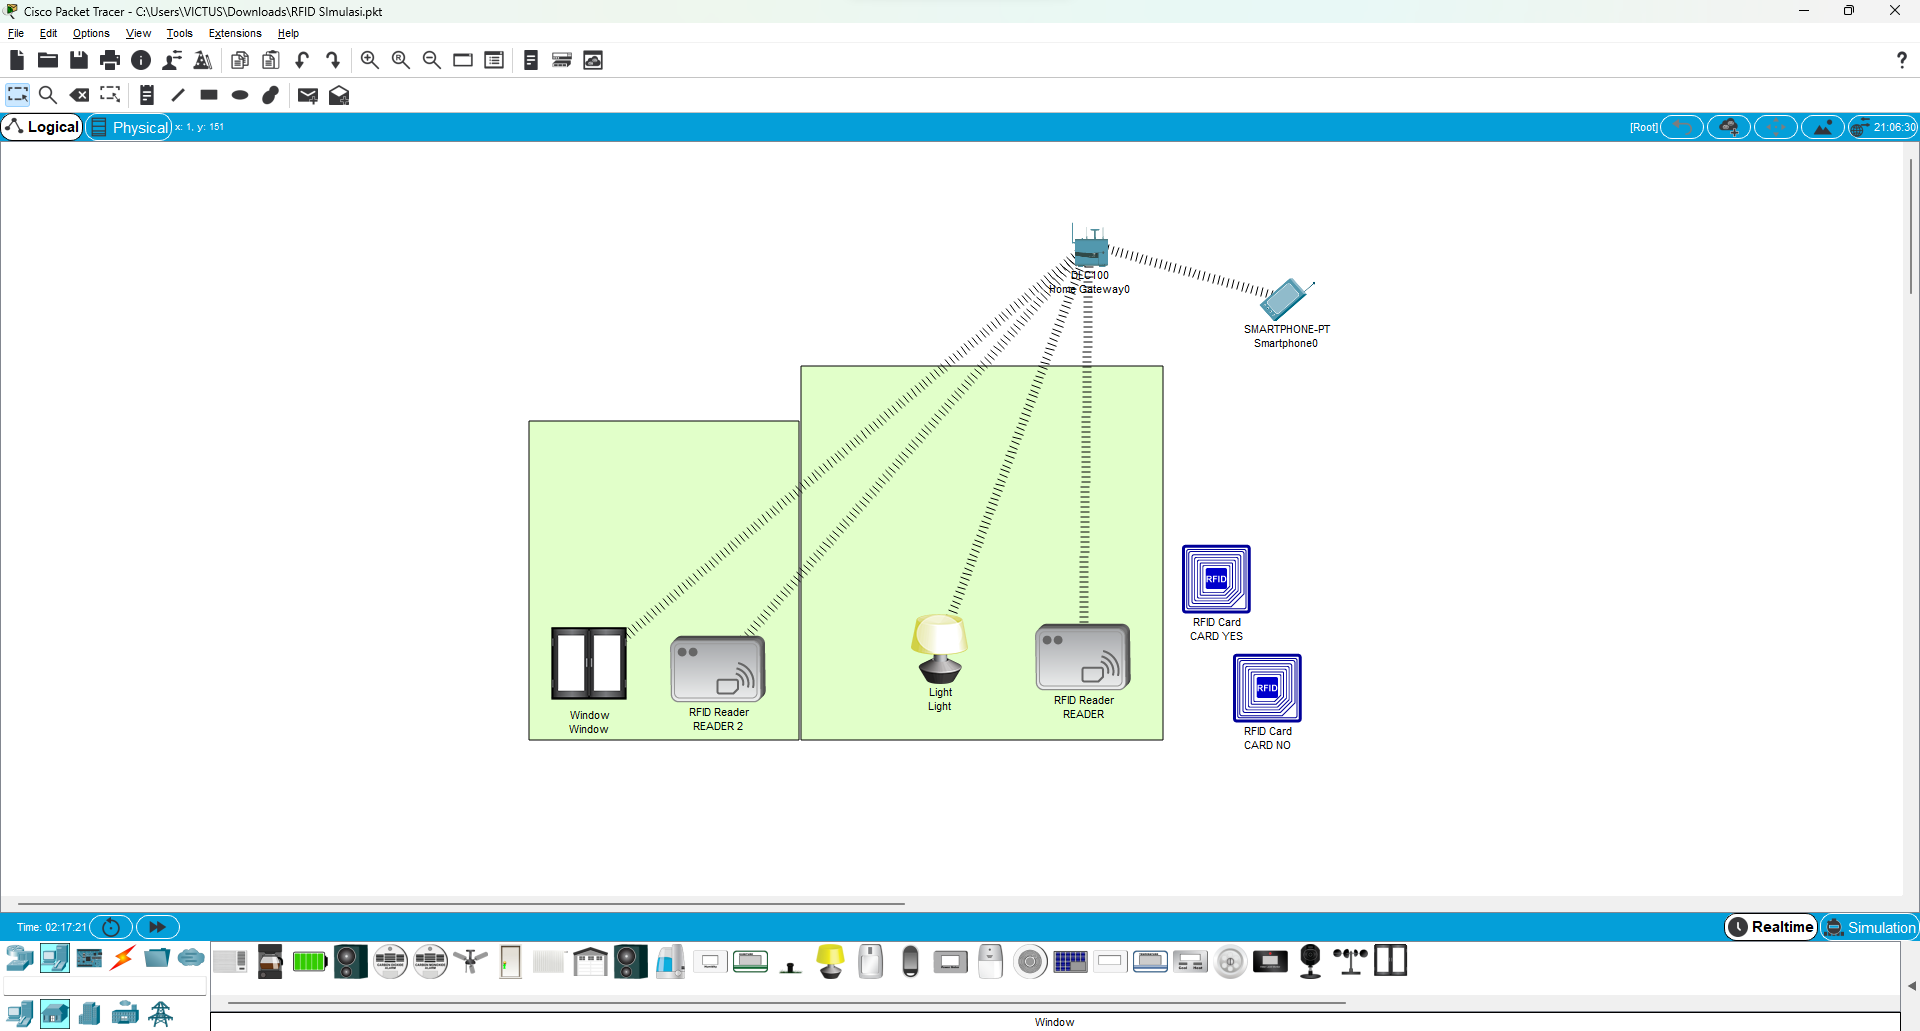 Cisco Packet Tracer - C:\Users\VICTUS\Downloads\RFID SImulasi.pkt
File Edit Options View Tools Extensions Help
Logical Physical x: 1, y: 151 [Root] 21:06:30
DLC100
Home Gateway0
SMARTPHONE-PT
Smartphone0
RFID
RFID Card
CARD YES
RFID
RFID Card
CARD NO
Light
Light
RFID Reader
READER
Window
Window
RFID Reader
READER 2
Time: 02:17:21 Realtime Simulation
Window